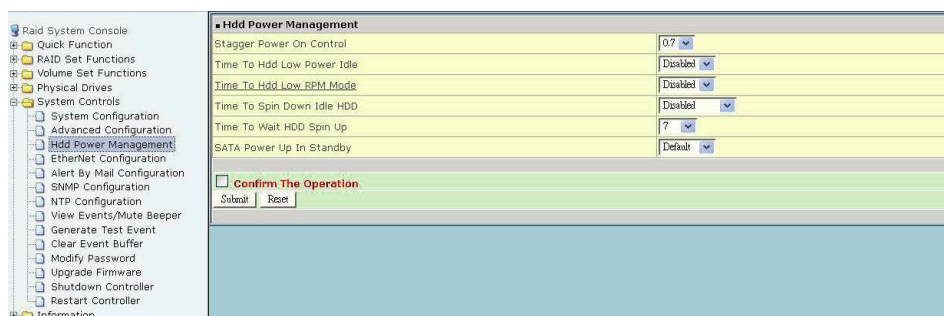 Raid System Console
Quick Function
RAID Set Functions
Volume Set Functions
Physical Drives
System Controls
System Configuration
Advanced Configuration
Hdd Power Management
EtherNet Configuration
Alert By Mail Configuration
SNMP Configuration
NTP Configuration
View Events/Mute Beeper
Generate Test Event
Clear Event Buffer
Modify Password
Upgrade Firmware
Shutdown Controller
Restart Controller
Information
Hdd Power Management
Stagger Power On Control 0.7
Time To Hdd Low Power Idle Disabled
Time To Hdd Low RPM Mode Disabled
Time To Spin Down Idle HDD Disabled
Time To Wait HDD Spin Up 7
SATA Power Up In Standby Default
Confirm The Operation
Submit Reset